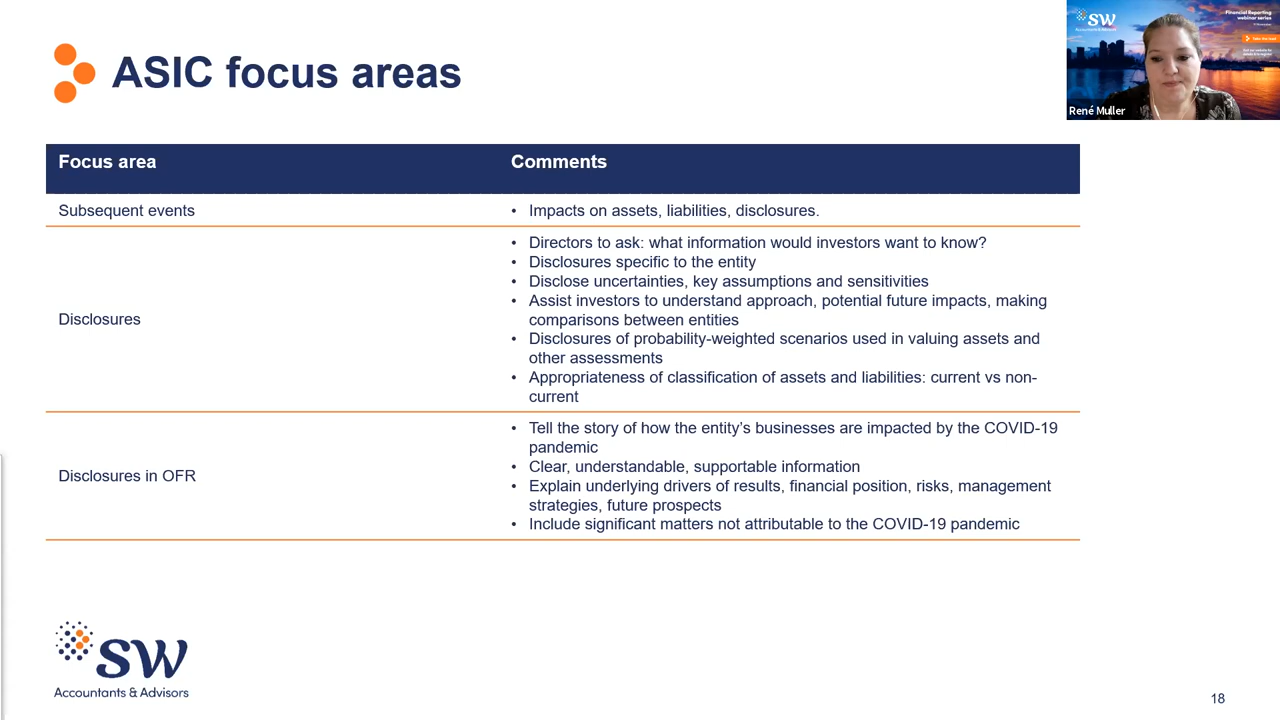 ASIC focus areas
SW
Accountants & Advisors
Financial Reporting
webinar series
René Muller
Focus area
Comments
Subsequent events
• Impacts on assets, liabilities, disclosures.
Disclosures
• Directors to ask: what information would investors want to know?
• Disclosures specific to the entity
• Disclose uncertainties, key assumptions and sensitivities
• Assist investors to understand approach, potential future impacts, making
comparisons between entities
• Disclosures of probability-weighted scenarios used in valuing assets and
other assessments
• Appropriateness of classification of assets and liabilities: current vs non-
current
Disclosures in OFR
• Tell the story of how the entity's businesses are impacted by the COVID-19
pandemic
• Clear, understandable, supportable information
• Explain underlying drivers of results, financial position, risks, management
strategies, future prospects
• Include significant matters not attributable to the COVID-19 pandemic
SW
Accountants & Advisors
18